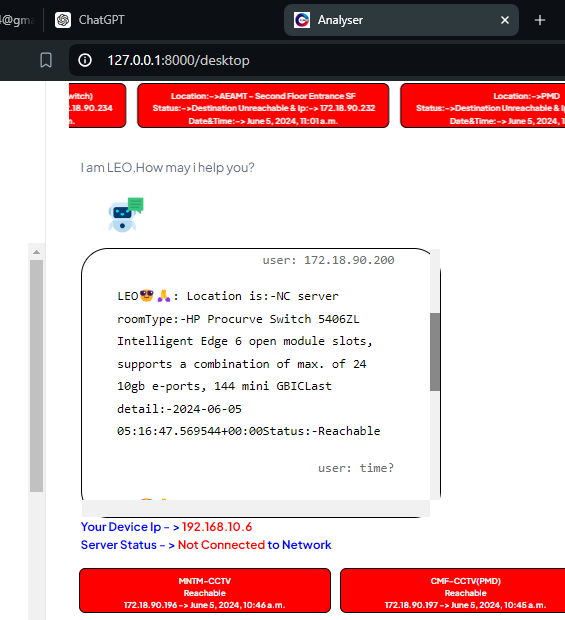 @gma
ChatGPT
Analyser
127.0.0.1:8000/desktop
witch)
.18.90.234
Location:->AEAMT - Second Floor Entrance SF
Status:->Destination Unreachable & Ip:-> 172.18.90.232
Date&Time:-> June 5, 2024, 11:01 a.m.
Location:->PMD
Status:->Destination Unreachable & I
Date&Time:-> June 5, 2024, 1
I am LEO,How may i help you?
user: 172.18.90.200
LEO😎🙏: Location is:-NC server
roomType:-HP Procurve Switch 5406ZL
Intelligent Edge 6 open module slots,
supports a combination of max. of 24
10gb e-ports, 144 mini GBICLast
detail:-2024-06-05
05:16:47.569544+00:00Status:-Reachable
user: time?
Your Device Ip - > 192.168.10.6
Server Status - > Not Connected to Network
MNTM-CCTV
Reachable
172.18.90.196 -> June 5, 2024, 10:46 a.m.
CMF-CCTV(PMD)
Reachable
172.18.90.197 -> June 5, 2024, 10:45 a.m.